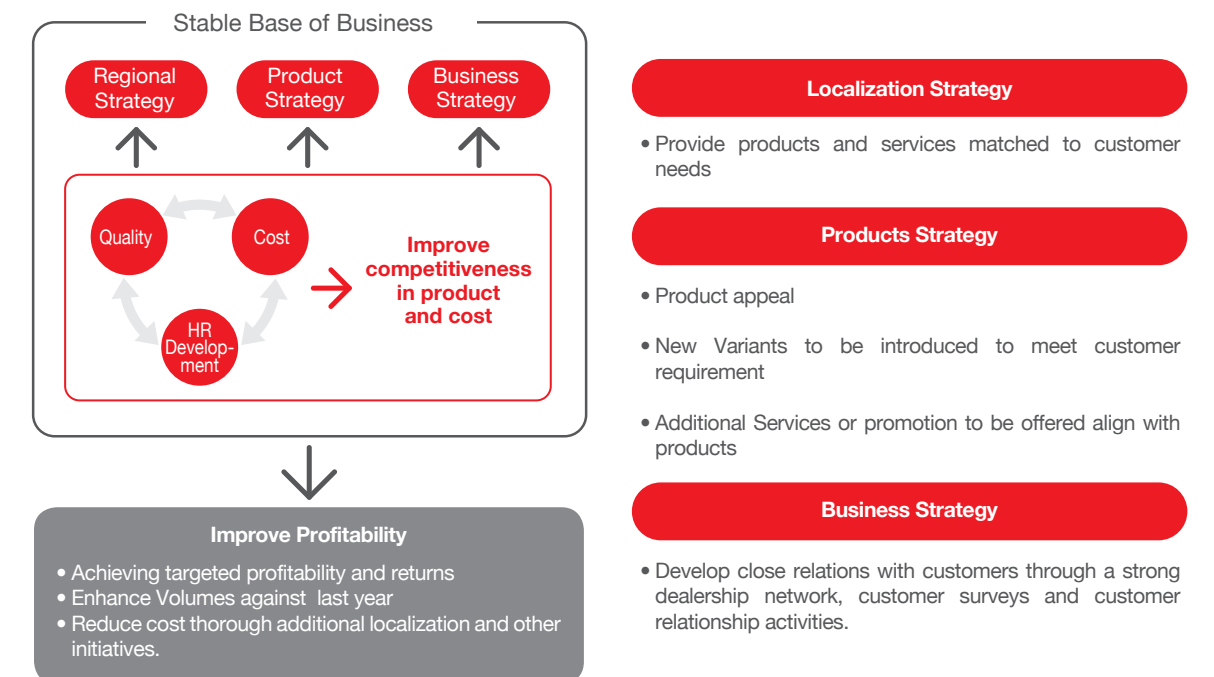 Stable Base of Business
Regional
Strategy
Product
Strategy
Business
Strategy
Quality
Cost
HR
Develop-
ment
Improve
competitiveness
in product
and cost
Improve Profitability
• Achieving targeted profitability and returns
• Enhance Volumes against last year
• Reduce cost thorough additional localization and other
initiatives.
Localization Strategy
• Provide products and services matched to customer
needs
Products Strategy
• Product appeal
• New Variants to be introduced to meet customer
requirement
• Additional Services or promotion to be offered align with
products
Business Strategy
• Develop close relations with customers through a strong
dealership network, customer surveys and customer
relationship activities.